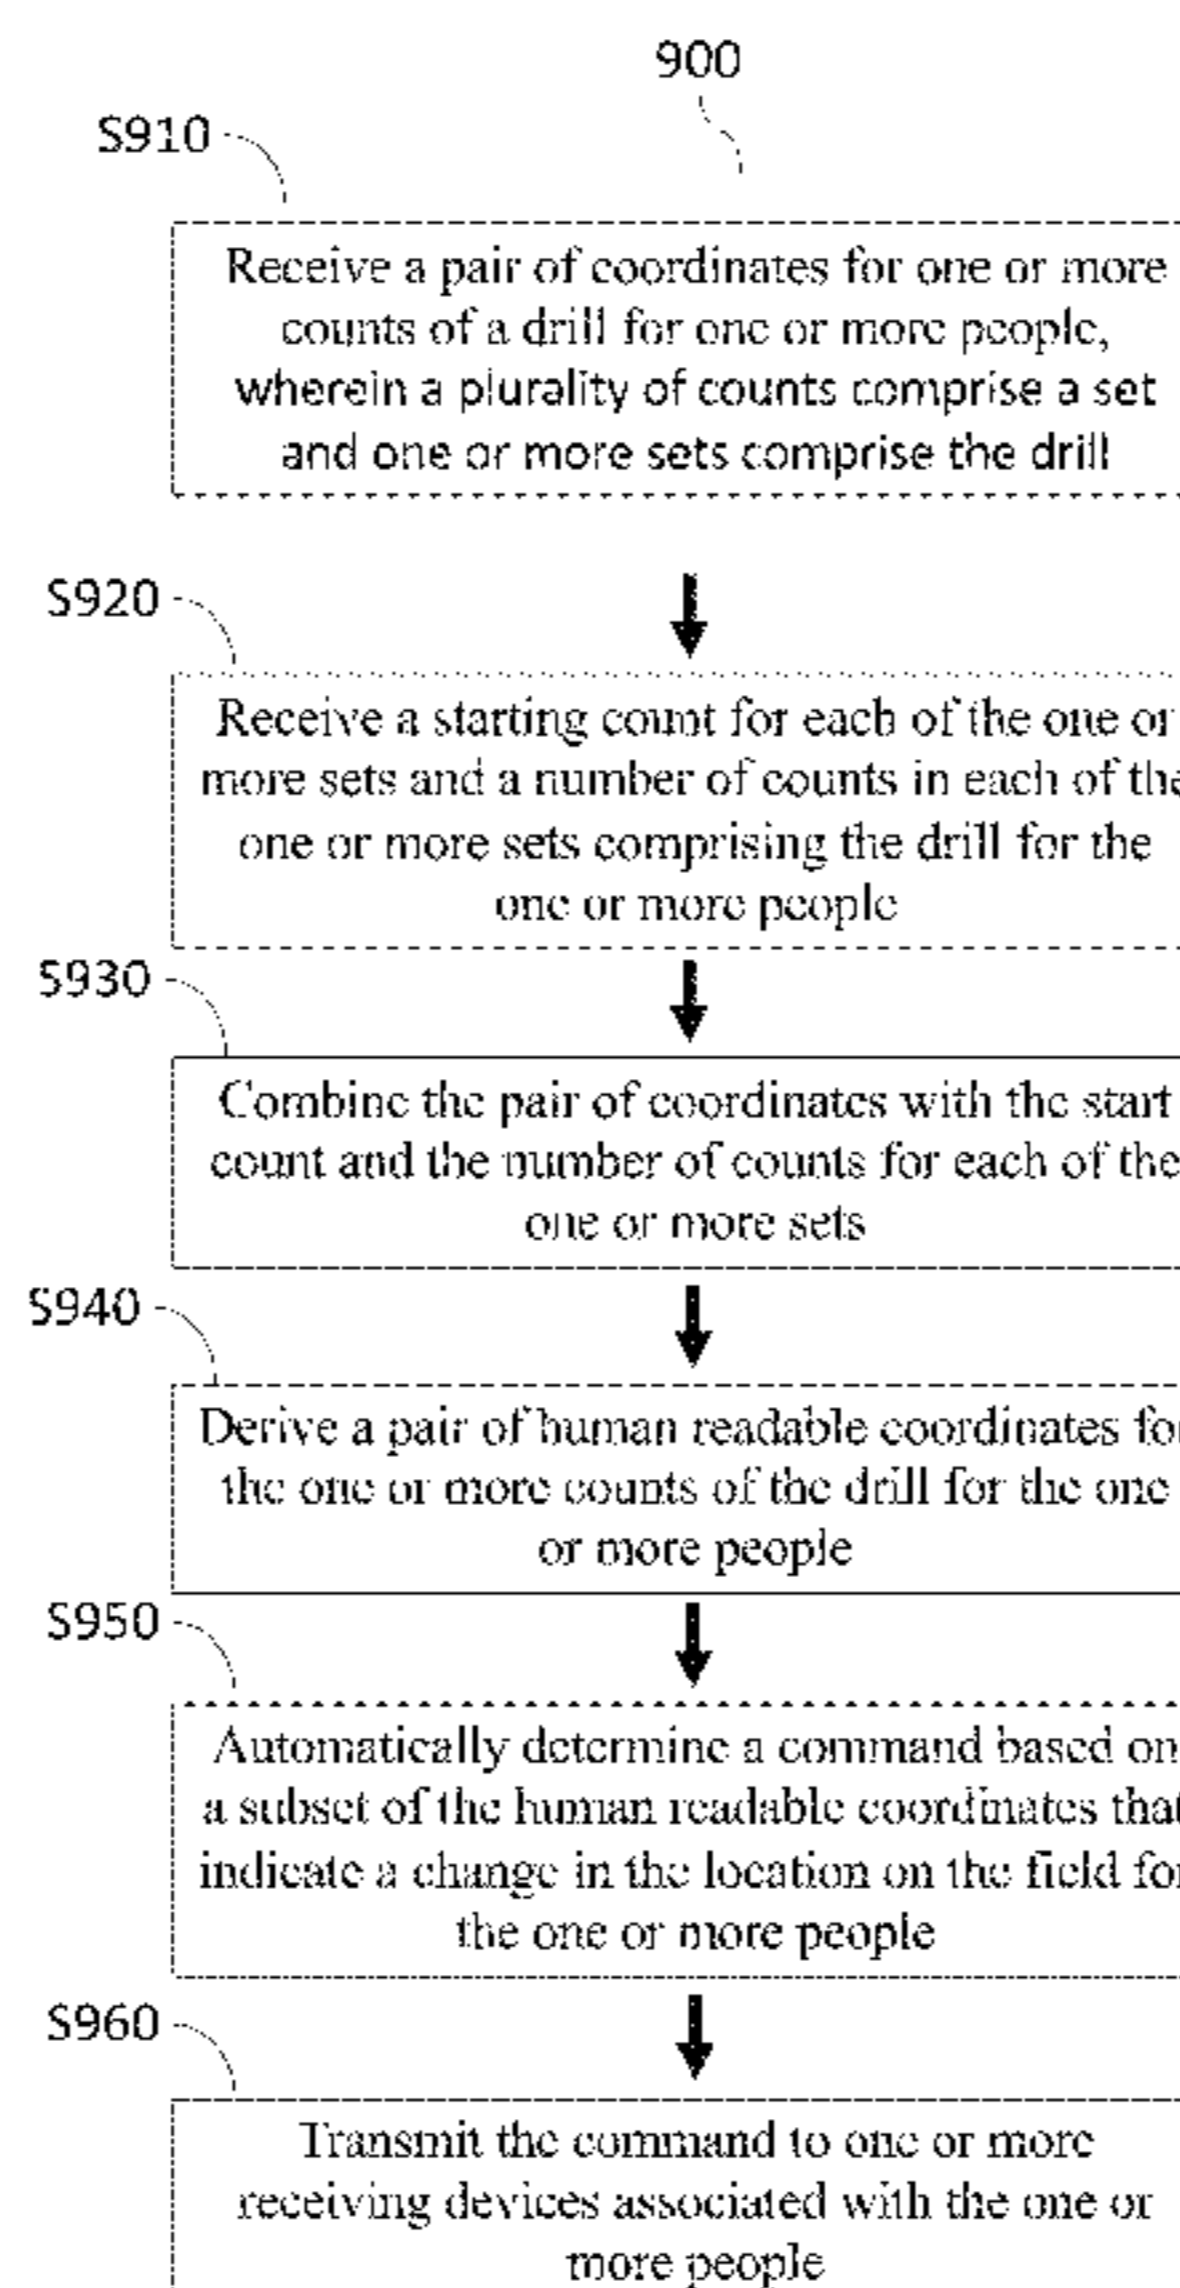 900
S910
Receive a pair of coordinates for one or more
counts of a drill for one or more people,
wherein a plurality of counts comprise a set
and one or more sets comprise the drill
S920
Receive a starting count for each of the one or
more sets and a number of counts in each of the
one or more sets comprising the drill for the
one or more people
S930
Combine the pair of coordinates with the start
count and the number of counts for each of the
one or more sets
S940
Derive a pair of human readable coordinates for
the one or more counts of the drill for the one
or more people
S950
Automatically determine a command based on
a subset of the human readable coordinates that
indicate a change in the location on the field for
the one or more people
S960
Transmit the command to one or more
receiving devices associated with the one or
more people